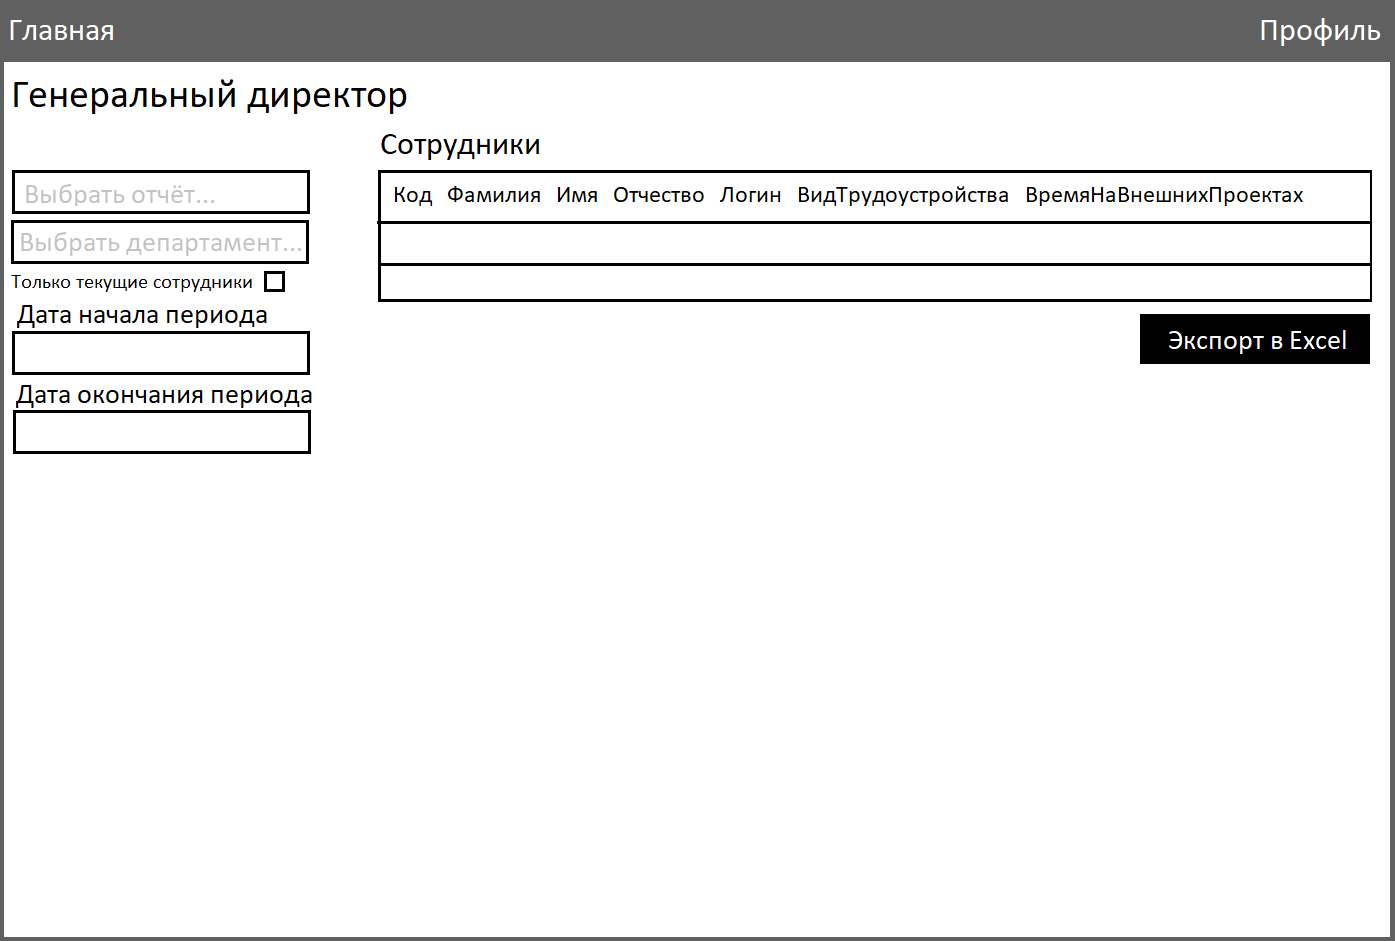 Главная Профиль
Генеральный директор
Сотрудники
Выбрать отчёт...
Выбрать департамент...
Только текущие сотрудники
Дата начала периода
Дата окончания периода
Код Фамилия Имя Отчество Логин ВидТрудоустройства ВремяНаВнешнихПроектах
Экспорт в Excel